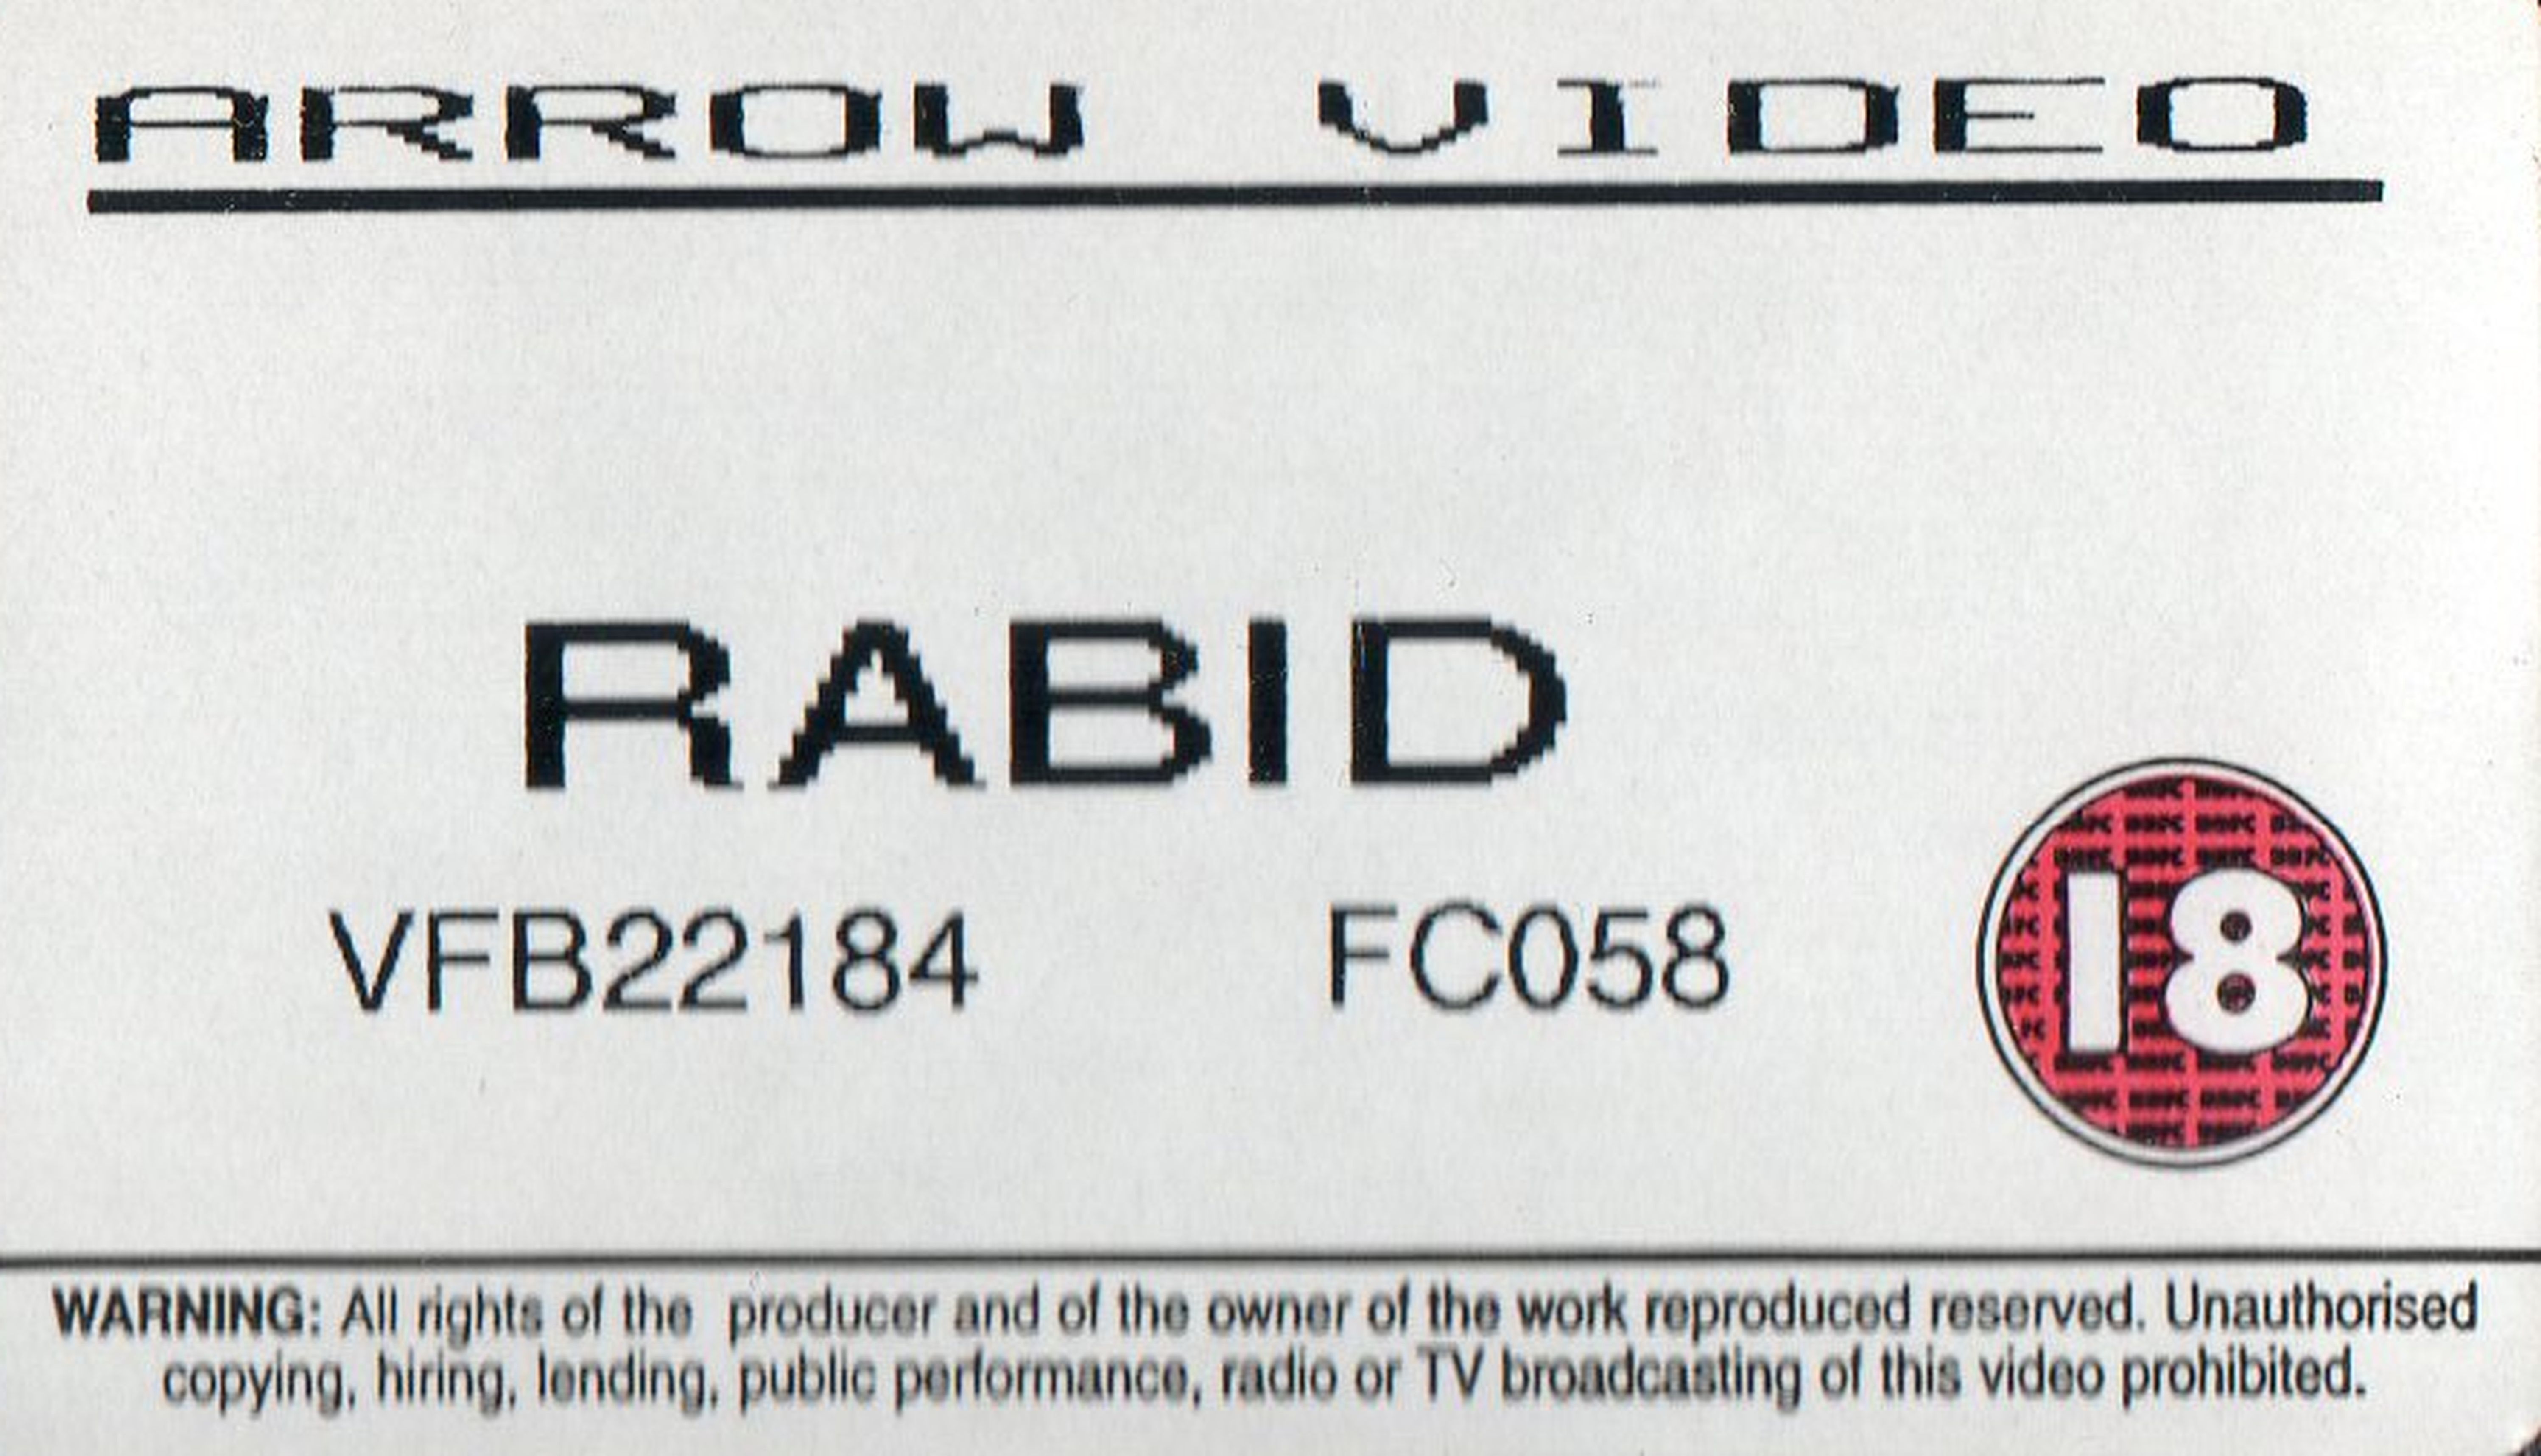 ARROW VIDEO
RABID
VFB22184 FC058
18
WARNING: All rights of the producer and of the owner of the work reproduced reserved. Unauthorised
copying, hiring, lending, public performance, radio or TV broadcasting of this video prohibited.